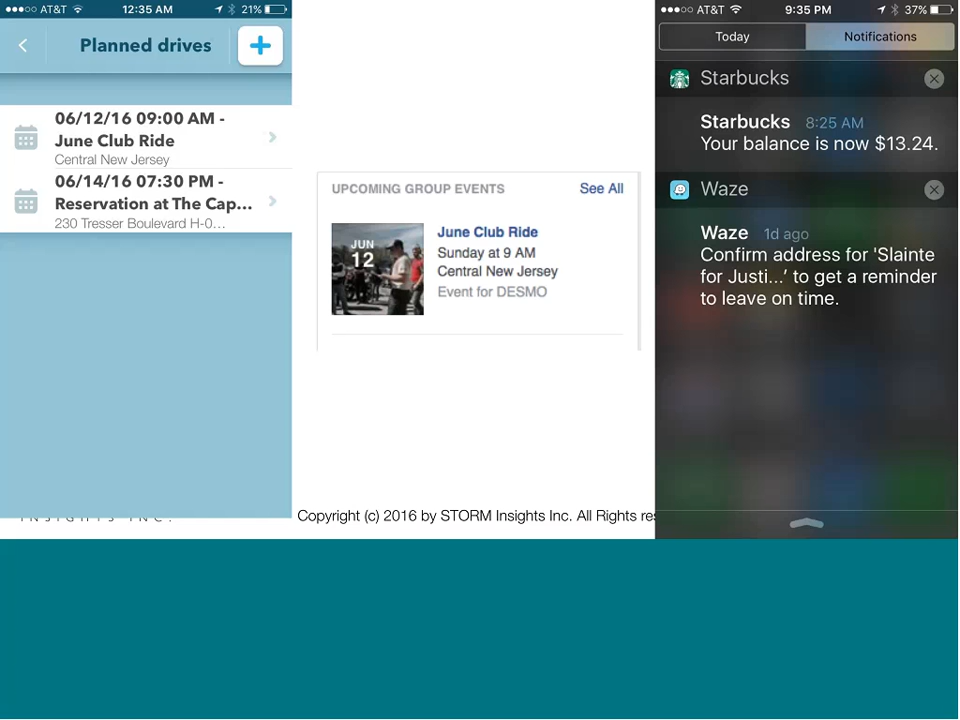 AT&T 12:35 AM 21%
Planned drives
06/12/16 09:00 AM -
June Club Ride
Central New Jersey
06/14/16 07:30 PM -
Reservation at The Cap...
230 Tresser Boulevard H-0...
UPCOMING GROUP EVENTS See All
JUN
12
June Club Ride
Sunday at 9 AM
Central New Jersey
Event for DESMO
AT&T 9:35 PM 37%
Today Notifications
Starbucks
Starbucks 8:25 AM
Your balance is now $13.24.
Waze
Waze 1d ago
Confirm address for 'Slainte
for Justi...' to get a reminder
to leave on time.
INSIGHTS INC.
Copyright (c) 2016 by STORM Insights Inc. All Rights res